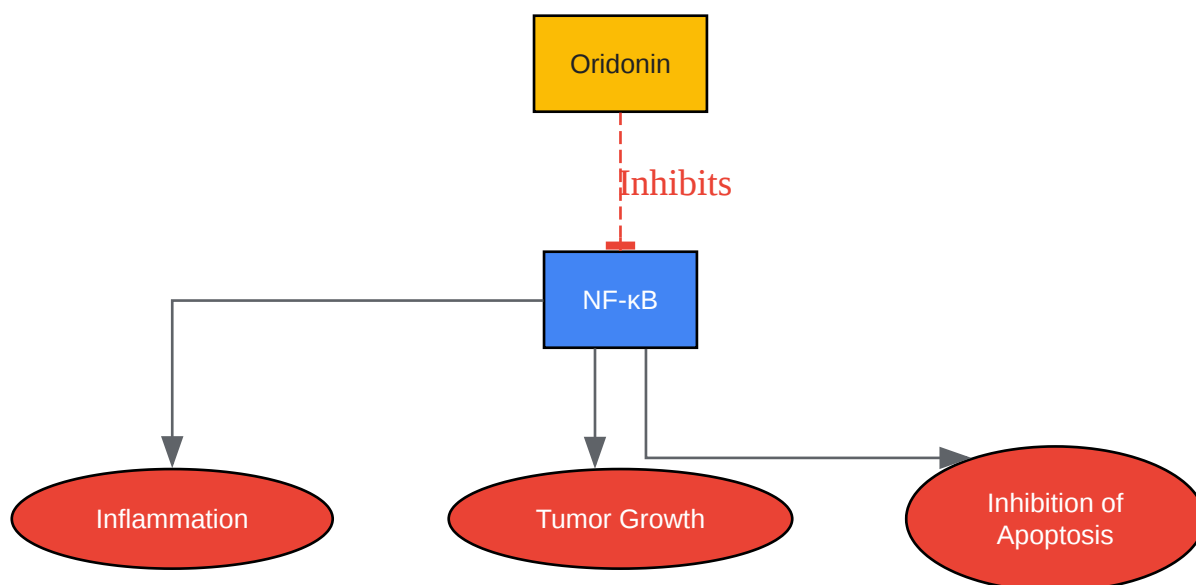 Oridonin
Inhibits
NF-κB
Inflammation
Tumor Growth
Inhibition of
Apoptosis